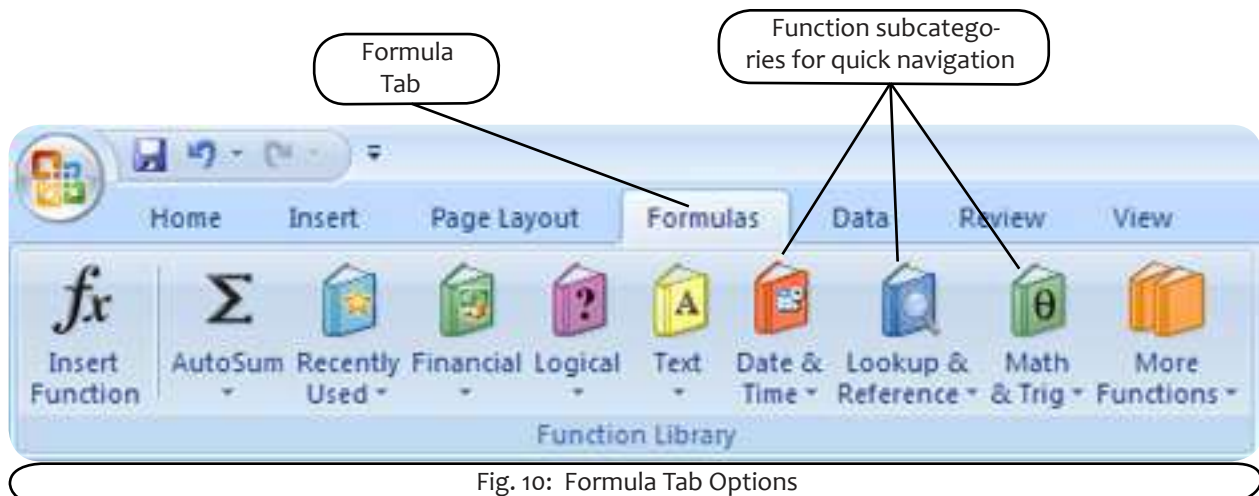 Function subcatego-
ries for quick navigation
Formula
Tab
Home Insert Page Layout Formulas Data Review View
fx Σ ? A θ
Insert AutoSum Recently Financial Logical Text Date & Lookup & Math More
Function Used Time Reference & Trig Functions
Function Library
Fig. 10: Formula Tab Options